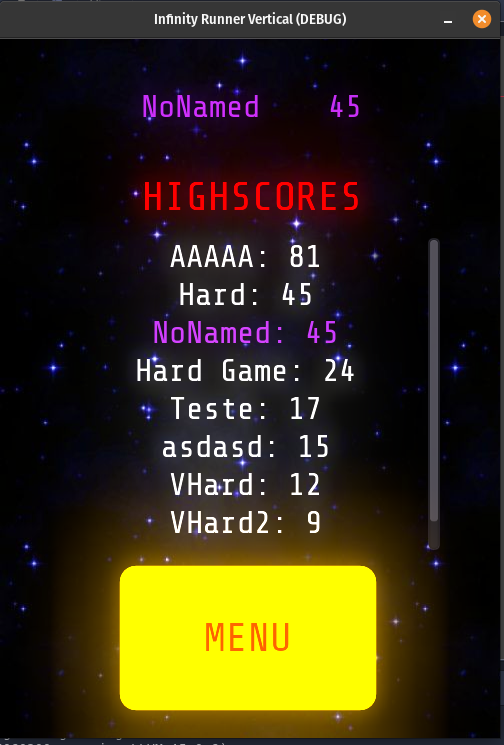 Infinity Runner Vertical (DEBUG)
NoNamed 45
HIGHSCORES
AAAAA: 81
Hard: 45
NoNamed: 45
Hard Game: 24
Teste: 17
asdasd: 15
VHard: 12
VHard2: 9
MENU